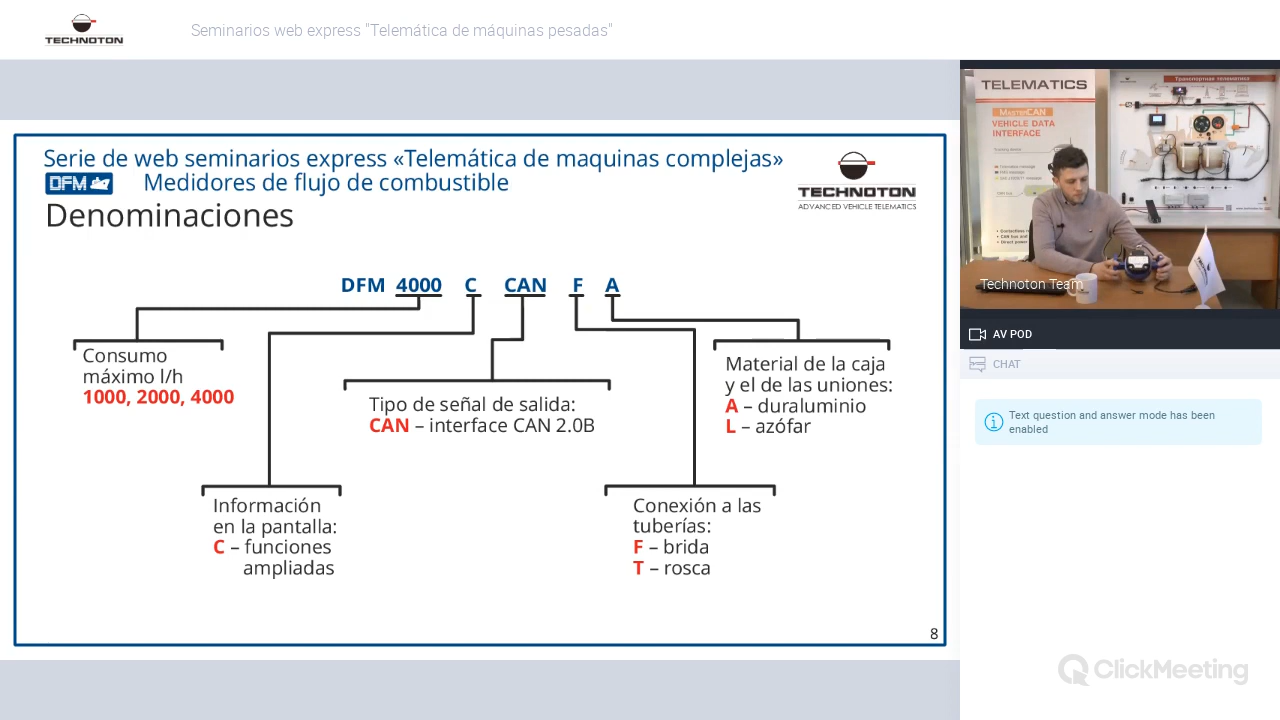 TECHNOTON
Seminarios web express "Telemática de máquinas pesadas"
Serie de web seminarios express «Telemática de maquinas complejas»
DFM
Medidores de flujo de combustible
Denominaciones
TECHNOTON
ADVANCED VEHICLE TELEMATICS
DFM 4000 C CAN F A
Consumo
máximo l/h
1000, 2000, 4000
Tipo de señal de salida:
CAN – interface CAN 2.0B
Material de la caja
y el de las uniones:
A – duraluminio
L – azófar
Información
en la pantalla:
C – funciones
ampliadas
Conexión a las
tuberías:
F – brida
T – rosca
8
TELEMATICS
MasterCAN
VEHICLE DATA
INTERFACE
Транспортная телематика
Technoton Team
AV POD
CHAT
Text question and answer mode has been
enabled
ClickMeeting